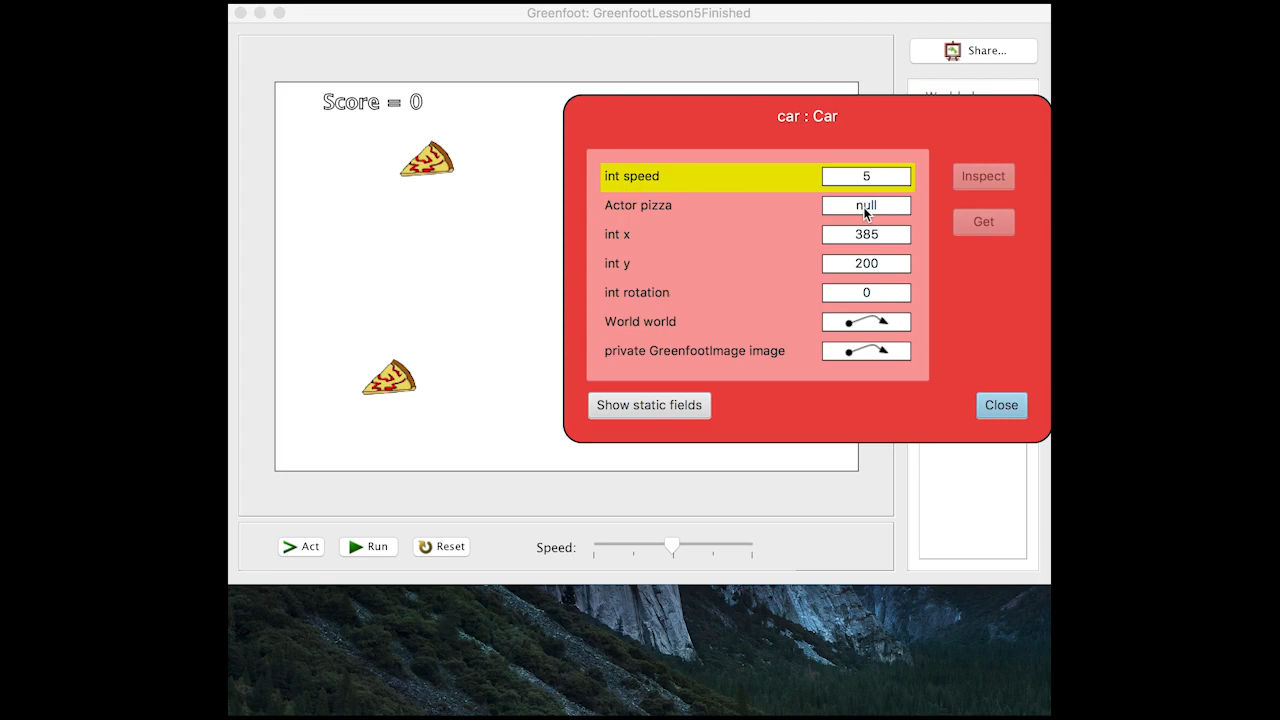 Greenfoot: GreenfootLesson5Finished
Share...
Score = 0
car : Car
int speed 5
Inspect
Actor pizza null
Get
int x 385
int y 200
int rotation 0
World world
private GreenfootImage image
Show static fields
Close
Act
Run
Reset
Speed: